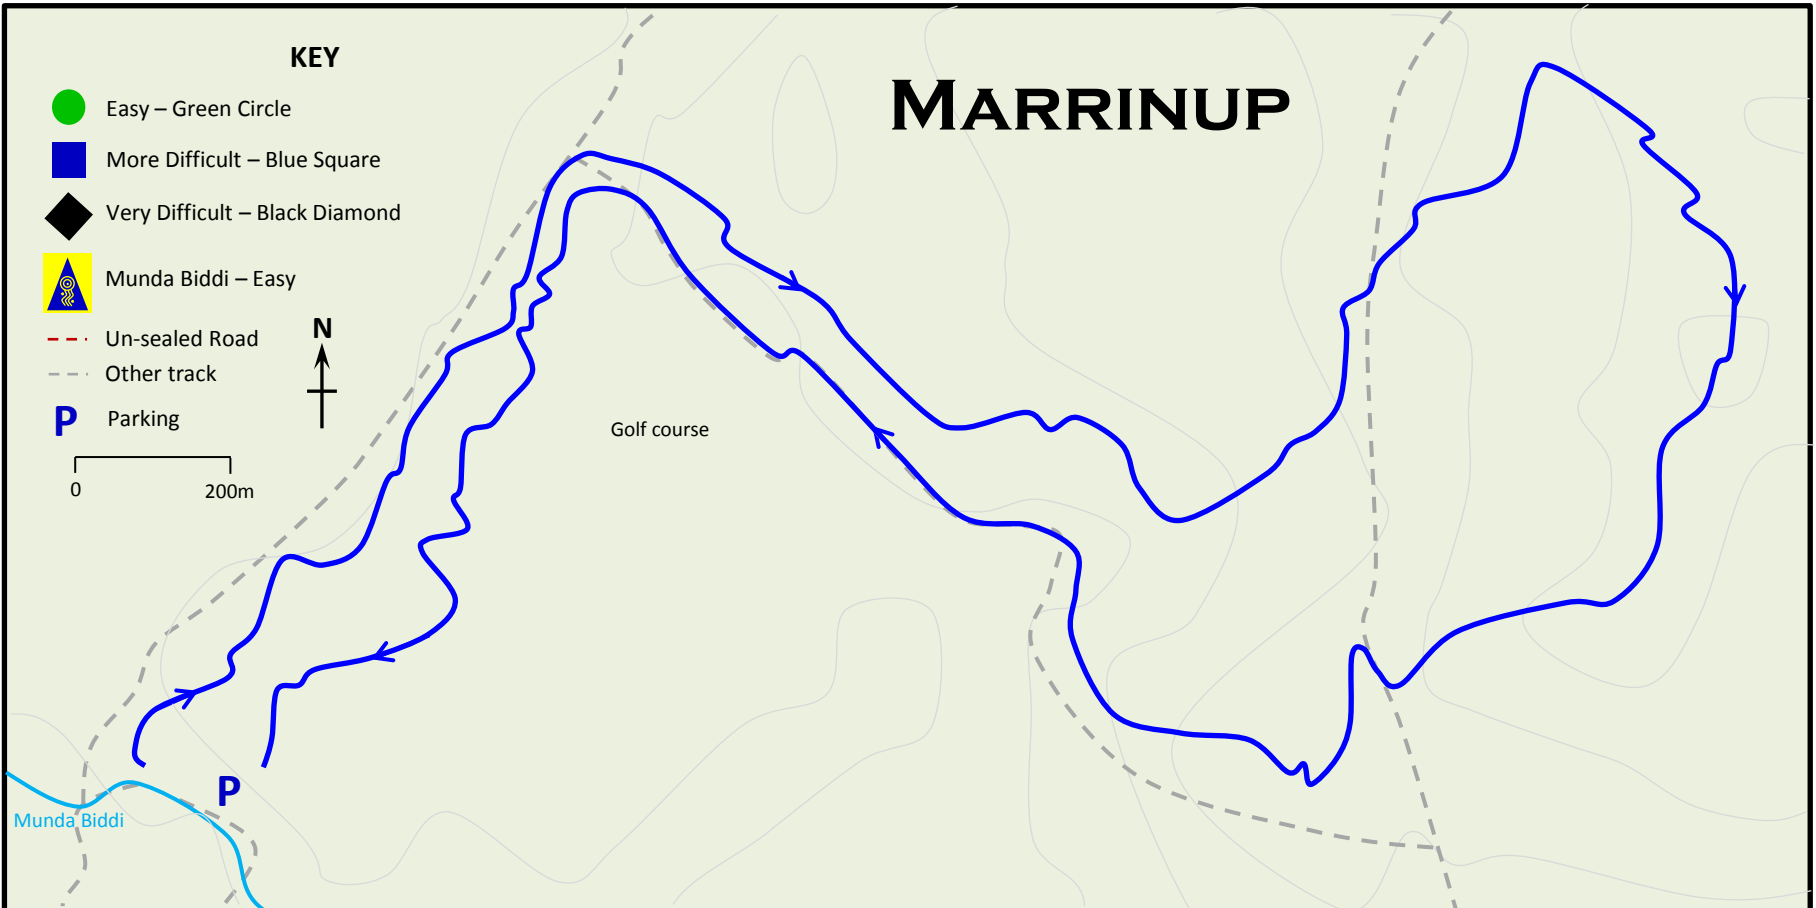 KEY
Easy – Green Circle
More Difficult – Blue Square
Very Difficult – Black Diamond
Munda Biddi – Easy
Un-sealed Road
Other track
P Parking
0 200m
N
MARRINUP
Golf course
P
Munda Biddi